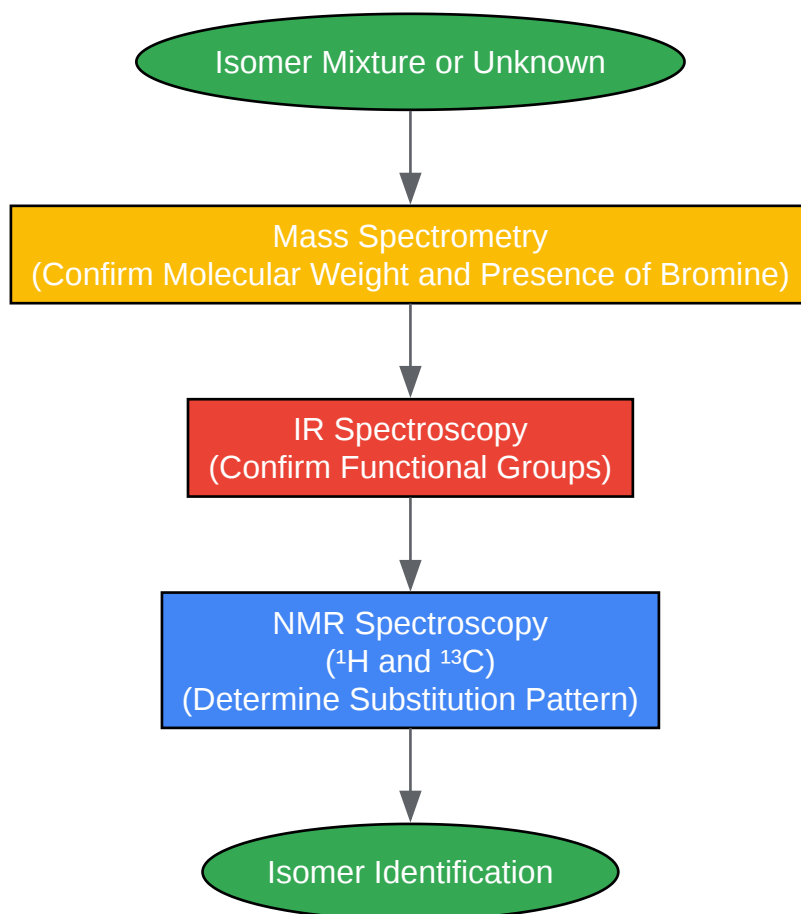 Isomer Mixture or Unknown
Mass Spectrometry
(Confirm Molecular Weight and Presence of Bromine)
IR Spectroscopy
(Confirm Functional Groups)
NMR Spectroscopy
(¹H and ¹³C)
(Determine Substitution Pattern)
Isomer Identification